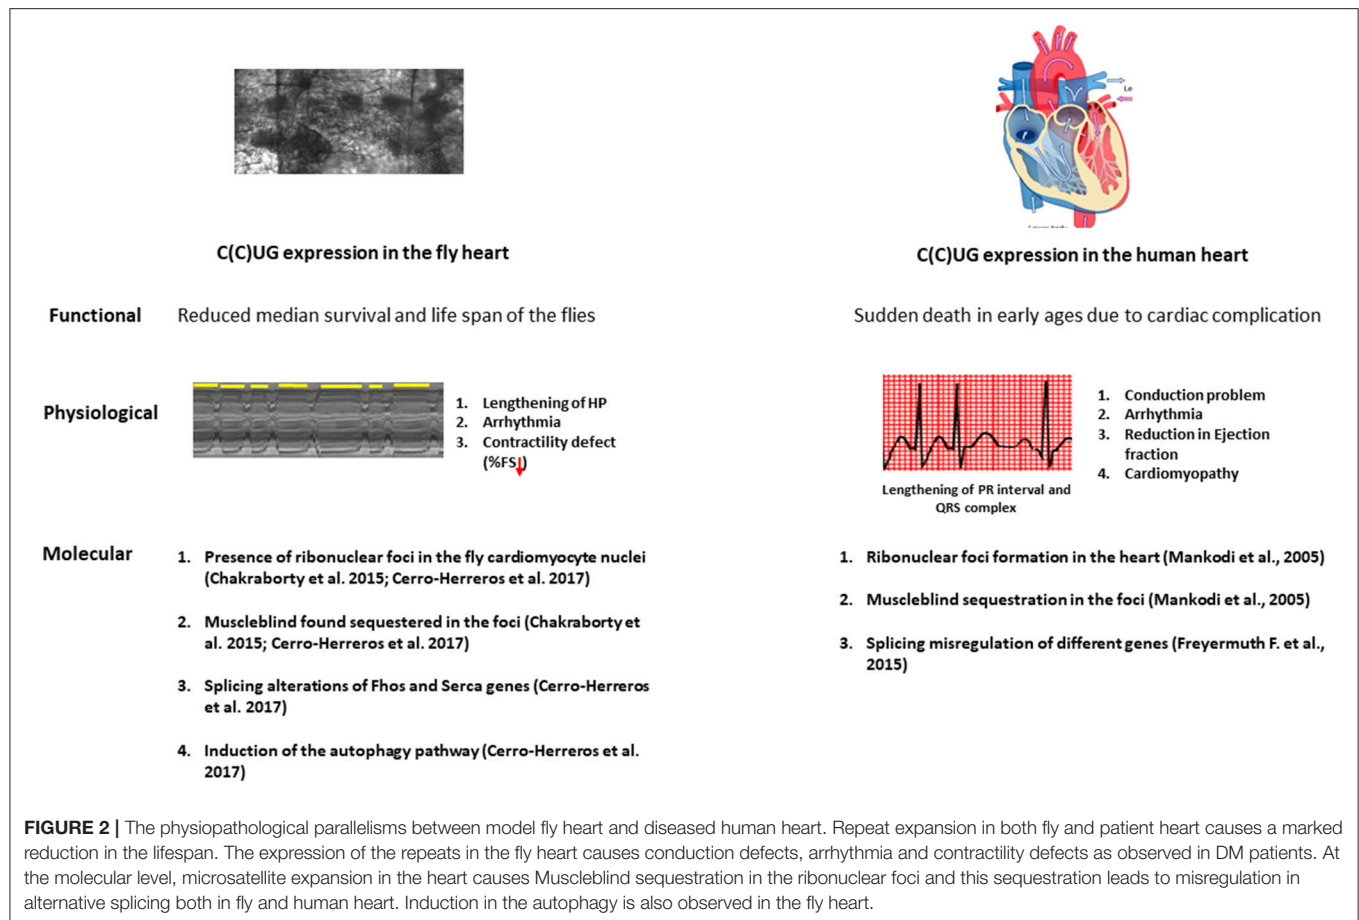 Le
C(C)UG expression in the fly heart
C(C)UG expression in the human heart
Functional
Reduced median survival and life span of the flies
Sudden death in early ages due to cardiac complication
Physiological
1. Lengthening of HP
2. Arrhythmia
3. Contractility defect
(%FS↓)
Lengthening of PR interval and
QRS complex
1. Conduction problem
2. Arrhythmia
3. Reduction in Ejection
fraction
4. Cardiomyopathy
Molecular
1. Presence of ribonuclear foci in the fly cardiomyocyte nuclei
(Chakraborty et al. 2015; Cerro-Herreros et al. 2017)
2. Muscleblind found sequestered in the foci (Chakraborty et
al. 2015; Cerro-Herreros et al. 2017)
3. Splicing alterations of Fhos and Serca genes (Cerro-Herreros
et al. 2017)
4. Induction of the autophagy pathway (Cerro-Herreros et al.
2017)
1. Ribonuclear foci formation in the heart (Mankodi et al., 2005)
2. Muscleblind sequestration in the foci (Mankodi et al., 2005)
3. Splicing misregulation of different genes (Freyermuth F. et al.,
2015)
FIGURE 2 | The physiopathological parallelisms between model fly heart and diseased human heart. Repeat expansion in both fly and patient heart causes a marked
reduction in the lifespan. The expression of the repeats in the fly heart causes conduction defects, arrhythmia and contractility defects as observed in DM patients. At
the molecular level, microsatellite expansion in the heart causes Muscleblind sequestration in the ribonuclear foci and this sequestration leads to misregulation in
alternative splicing both in fly and human heart. Induction in the autophagy is also observed in the fly heart.